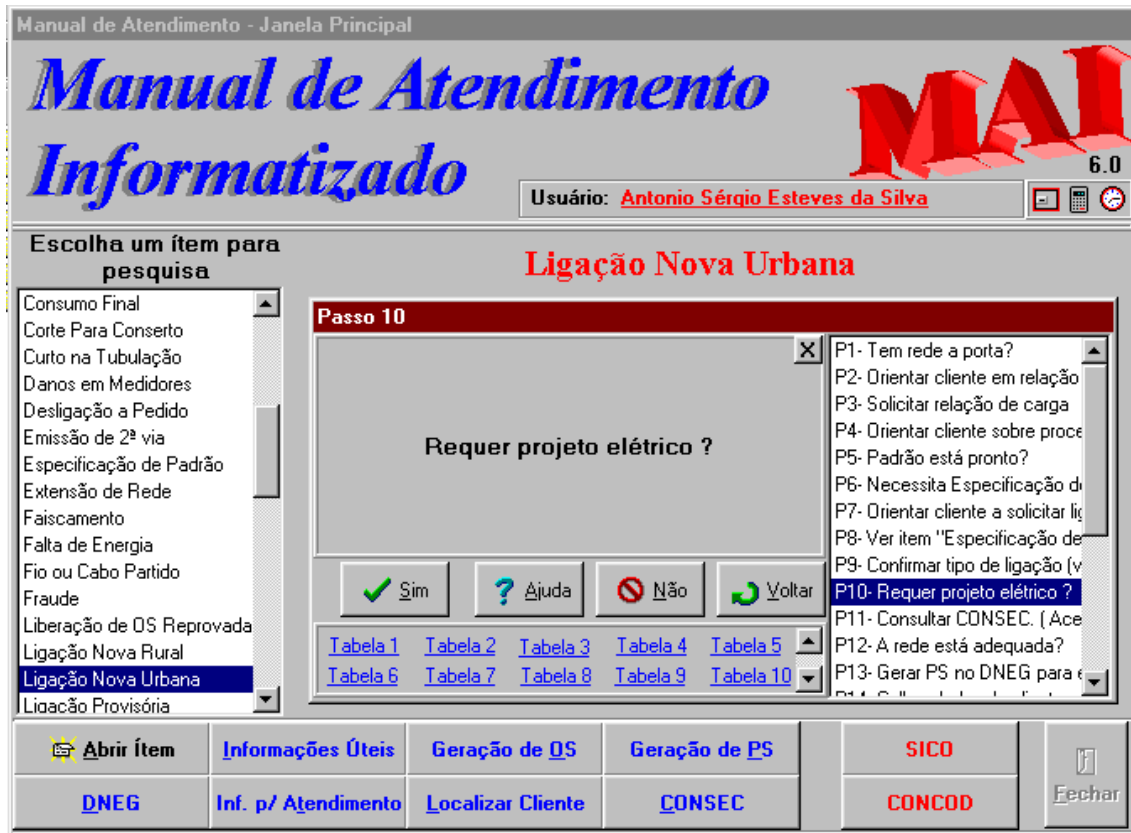 Manual de Atendimento - Janela Principal
Manual de Atendimento
Informatizado
MAI
6.0
Usuário: Antonio Sérgio Esteves da Silva
Escolha um ítem para
pesquisa
Ligação Nova Urbana
Consumo Final
Corte Para Conserto
Curto na Tubulação
Danos em Medidores
Desligação a Pedido
Emissão de 2ª via
Especificação de Padrão
Extensão de Rede
Faiscamento
Falta de Energia
Fio ou Cabo Partido
Fraude
Liberação de OS Reprovada
Ligação Nova Rural
Ligação Nova Urbana
Ligação Provisória
Passo 10
X
Requer projeto elétrico ?
Sim
? Ajuda
Não
Voltar
Tabela 1 Tabela 2 Tabela 3 Tabela 4 Tabela 5
Tabela 6 Tabela 7 Tabela 8 Tabela 9 Tabela 10
P1- Tem rede a porta?
P2- Orientar cliente em relação
P3- Solicitar relação de carga
P4- Orientar cliente sobre proce
P5- Padrão está pronto?
P6- Necessita Especificação de
P7- Orientar cliente a solicitar lig
P8- Ver item "Especificação de
P9- Confirmar tipo de ligação (v
P10- Requer projeto elétrico ?
P11- Consultar CONSEC. ( Ace
P12- A rede está adequada?
P13- Gerar PS no DNEG para e
Abrir Ítem Informações Úteis Geração de OS Geração de PS SICO
DNEG Inf. p/ Atendimento Localizar Cliente CONSEC CONCOD
Fechar